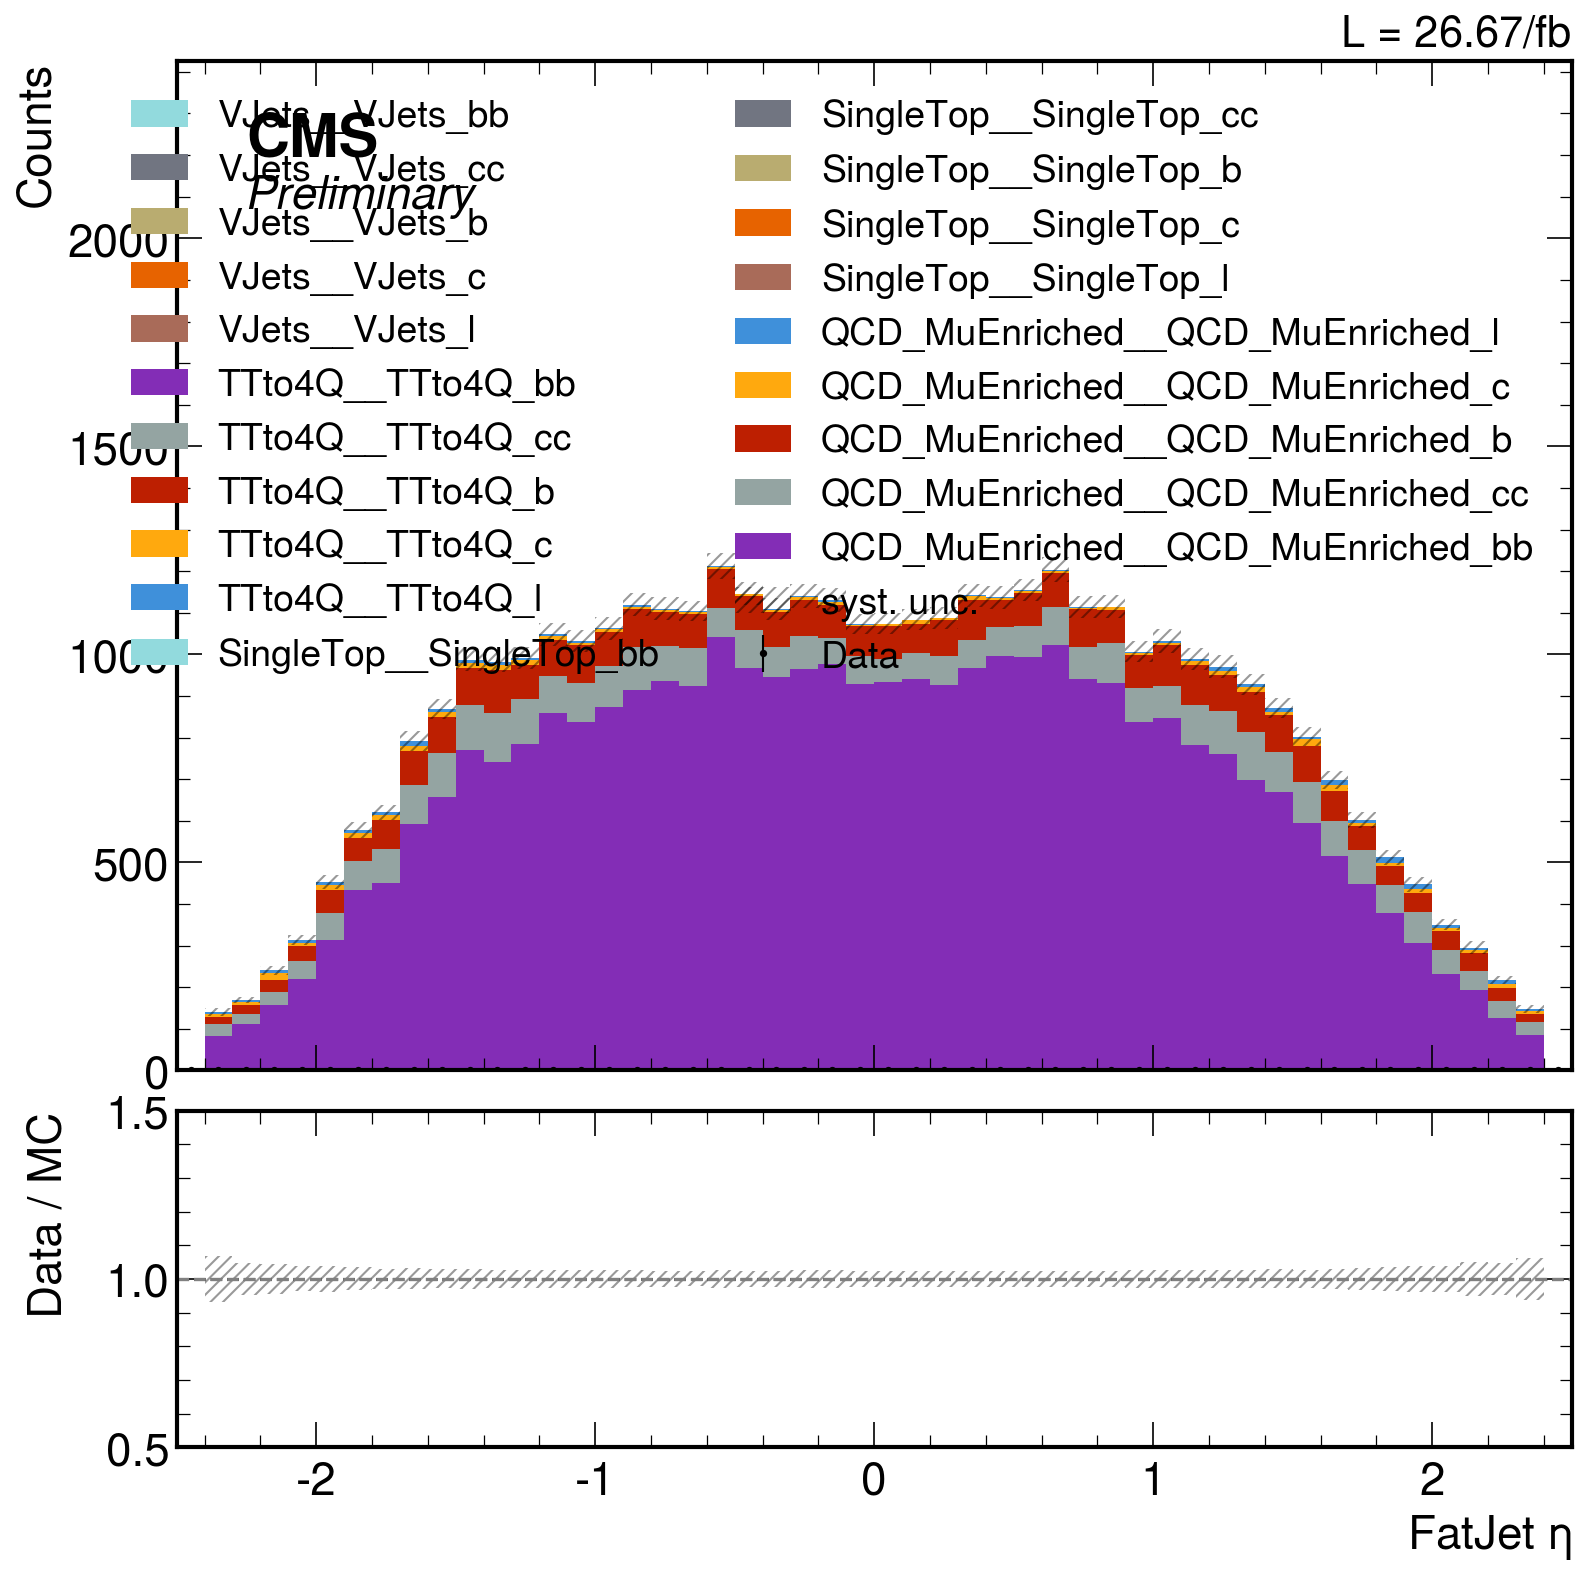 L = 26.67/fb
Counts
CMS
Preliminary
VJets__VJets_bb
VJets__VJets_cc
VJets__VJets_b
VJets__VJets_c
VJets__VJets_l
TTto4Q__TTto4Q_bb
TTto4Q__TTto4Q_cc
TTto4Q__TTto4Q_b
TTto4Q__TTto4Q_c
TTto4Q__TTto4Q_l
SingleTop__SingleTop_bb
SingleTop__SingleTop_cc
SingleTop__SingleTop_b
SingleTop__SingleTop_c
SingleTop__SingleTop_l
QCD_MuEnriched__QCD_MuEnriched_l
QCD_MuEnriched__QCD_MuEnriched_c
QCD_MuEnriched__QCD_MuEnriched_b
QCD_MuEnriched__QCD_MuEnriched_cc
QCD_MuEnriched__QCD_MuEnriched_bb
syst. unc.
Data
2000
1500
1000
500
0
Data / MC
1.5
1.0
0.5
-2
-1
0
1
2
FatJet η